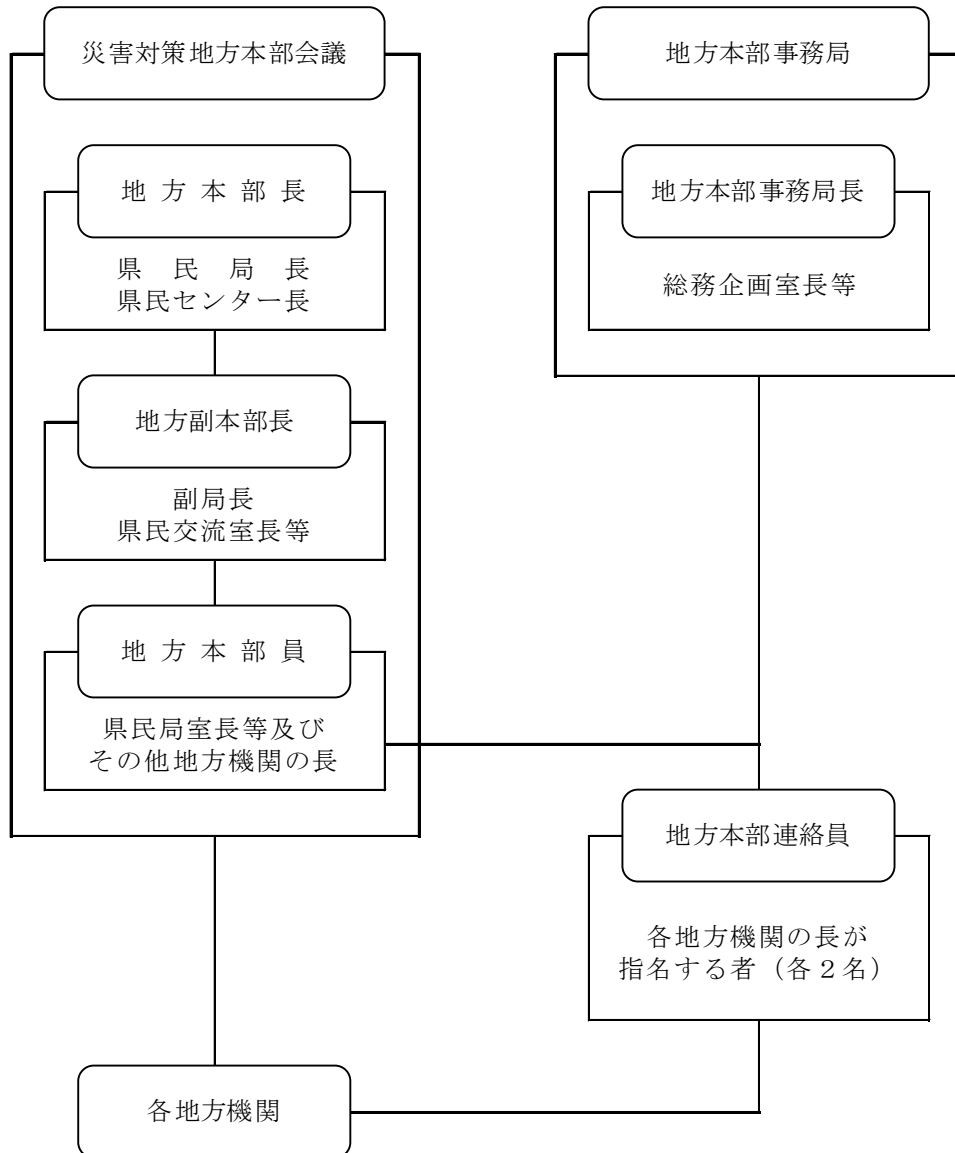 災害対策地方本部会議
地方本部長
県民局長
県民センター長
地方副本部長
副局長
県民交流室長等
地方本部員
県民局室長等及び
その他地方機関の長
地方本部事務局
地方本部事務局長
総務企画室長等
地方本部連絡員
各地方機関の長が
指名する者（各２名）
各地方機関